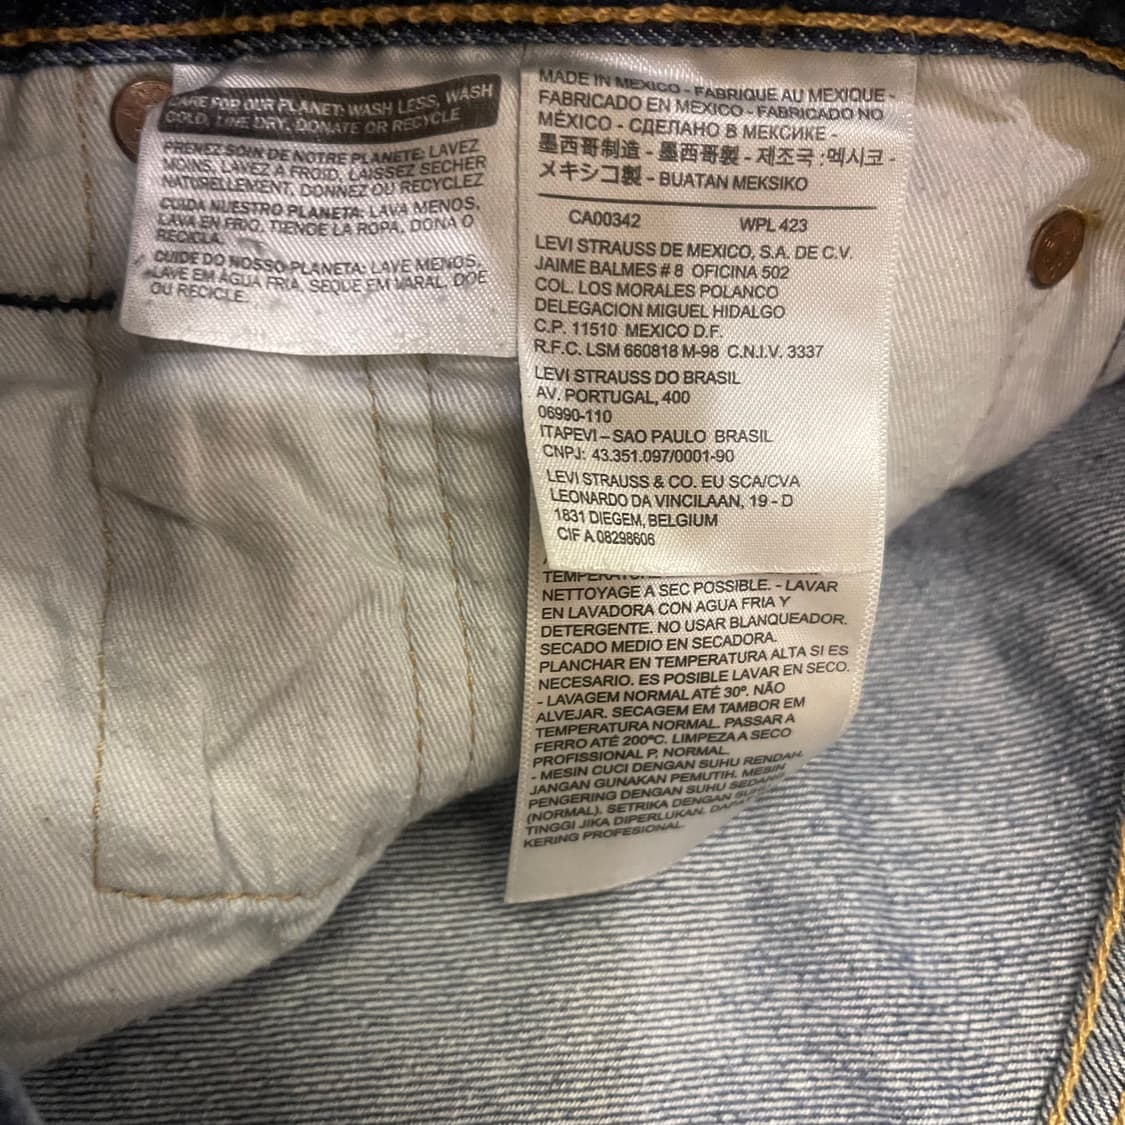 CARE FOR OUR PLANET: WASH LESS, WASH
COLD, LINE DRY, DONATE OR RECYCLE
PRENEZ SOIN DE NOTRE PLANETE: LAVEZ
MOINS, LAVEZ A FROID, LAISSEZ SECHER
NATURELLEMENT, DONNEZ OU RECYCLEZ
CUIDA NUESTRO PLANETA: LAVA MENOS,
LAVA EN FRIO, TIENDE LA ROPA, DONA O
RECICLA.
CUIDE DO NOSSO PLANETA: LAVE MENOS,
LAVE EM ÁGUA FRIA, SEQUE EM VARAL, DOE
OU RECICLE.
MADE IN MEXICO - FABRIQUE AU MEXIQUE -
FABRICADO EN MEXICO - FABRICADO NO
MÉXICO - СДЕЛАНО В МЕКСИКЕ -
墨西哥制造 - 墨西哥製 - 제조국 :멕시코 -
メキシコ製 - BUATAN MEKSIKO
CA00342 WPL 423
LEVI STRAUSS DE MEXICO, S.A. DE C.V.
JAIME BALMES # 8 OFICINA 502
COL. LOS MORALES POLANCO
DELEGACION MIGUEL HIDALGO
C.P. 11510 MEXICO D.F.
R.F.C. LSM 660818 M-98 C.N.I.V. 3337
LEVI STRAUSS DO BRASIL
AV. PORTUGAL, 400
06990-110
ITAPEVI – SAO PAULO BRASIL
CNPJ: 43.351.097/0001-90
LEVI STRAUSS & CO. EU SCA/CVA
LEONARDO DA VINCILAAN, 19 - D
1831 DIEGEM, BELGIUM
CIF A 08298606
NETTOYAGE A SEC POSSIBLE. - LAVAR
EN LAVADORA CON AGUA FRIA Y
DETERGENTE. NO USAR BLANQUEADOR.
SECADO MEDIO EN SECADORA.
PLANCHAR EN TEMPERATURA ALTA SI ES
NECESARIO. ES POSIBLE LAVAR EN SECO.
- LAVAGEM NORMAL ATÉ 30º. NÃO
ALVEJAR. SECAGEM EM TAMBOR EM
TEMPERATURA NORMAL. PASSAR A
FERRO ATÉ 200ºC. LIMPEZA A SECO
PROFISSIONAL P. NORMAL.
- MESIN CUCI DENGAN SUHU RENDAH.
JANGAN GUNAKAN PEMUTIH. MESIN
PENGERING DENGAN SUHU SEDANG
(NORMAL). SETRIKA DENGAN SUHU
TINGGI JIKA DIPERLUKAN. DAPAT
KERING PROFESIONAL.